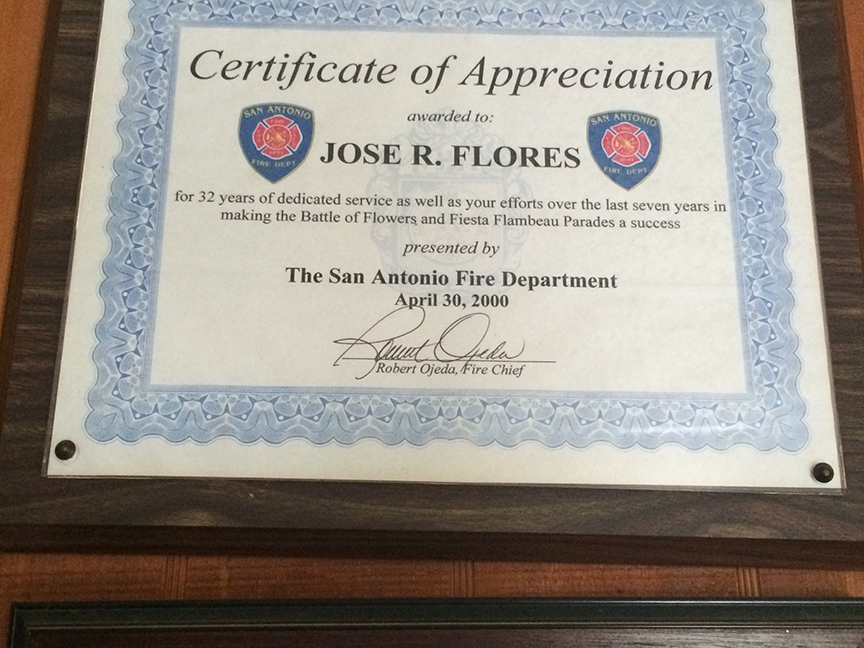 Certificate of Appreciation
awarded to:
SAN ANTONIO
FIRE DEPT
SAN ANTONIO
FIRE DEPT
JOSE R. FLORES
for 32 years of dedicated service as well as your efforts over the last seven years in
making the Battle of Flowers and Fiesta Flambeau Parades a success
presented by
The San Antonio Fire Department
April 30, 2000
Robert Ojeda
Robert Ojeda, Fire Chief